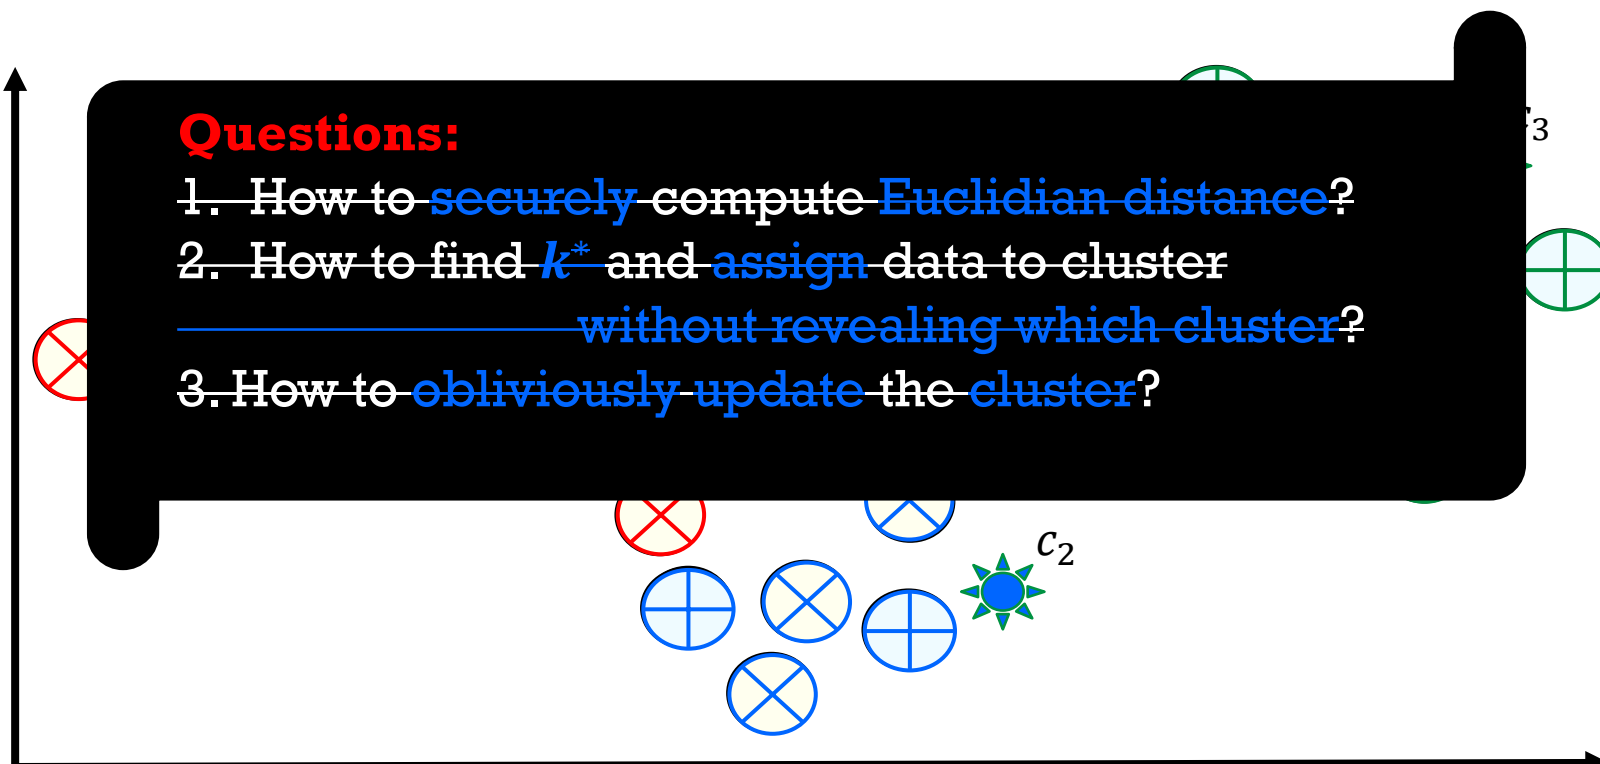 Questions:
1. How to securely compute Euclidian distance?
2. How to find k* and assign data to cluster
without revealing which cluster?
3. How to obliviously update the cluster?
3
c2